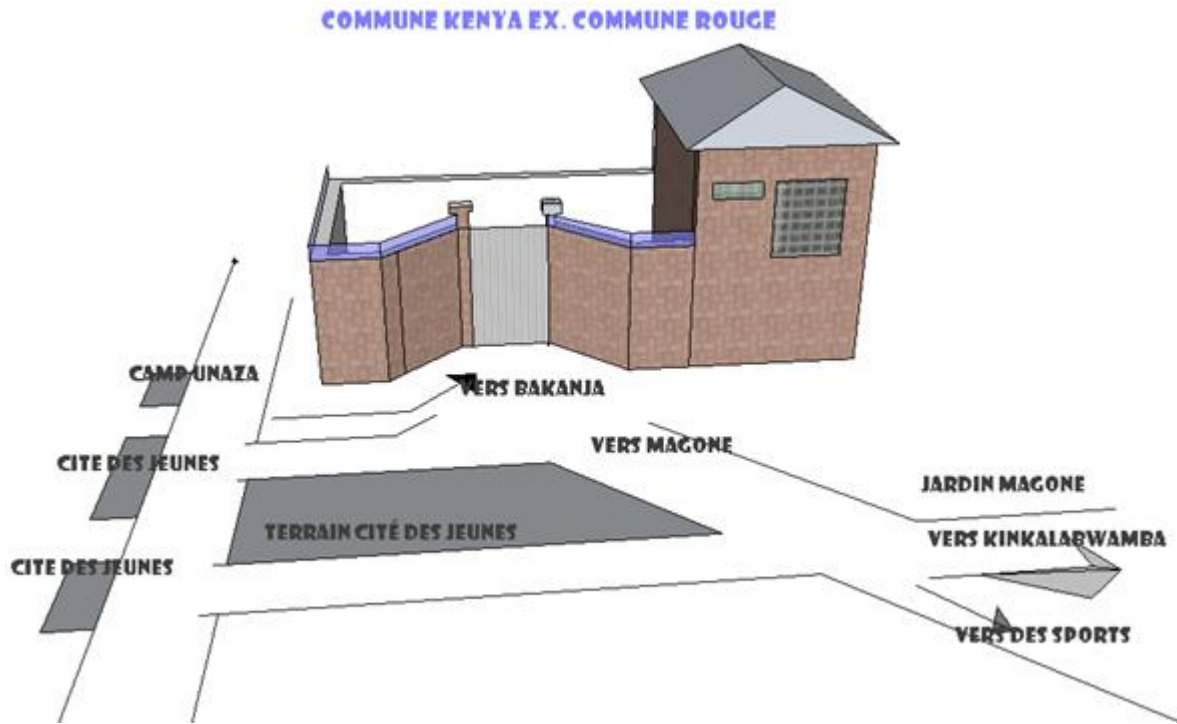 COMMUNE KENYA EX. COMMUNE ROUGE
CAMP UNAZA
VERS BAKANJA
VERS MAGONE
CITE DES JEUNES
JARDIN MAGONE
TERRAIN CITÉ DES JEUNES
VERS KINKALABWAMBA
CITE DES JEUNES
VERS DES SPORTS